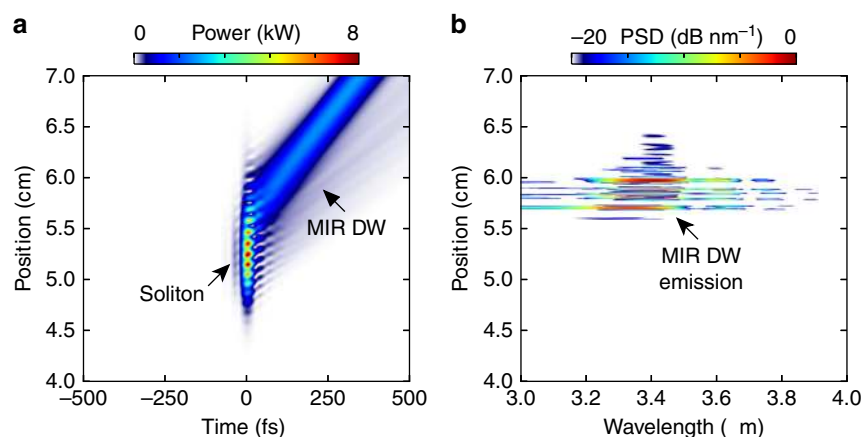 a
0 Power (kW) 8
7.0
6.5
6.0
5.5
5.0
4.5
4.0
Position (cm)
MIR DW
Soliton
−500 −250 0 250 500
Time (fs)
b
−20 PSD (dB nm⁻¹) 0
7.0
6.5
6.0
5.5
5.0
4.5
4.0
Position (cm)
MIR DW
emission
3.0 3.2 3.4 3.6 3.8 4.0
Wavelength ( m)